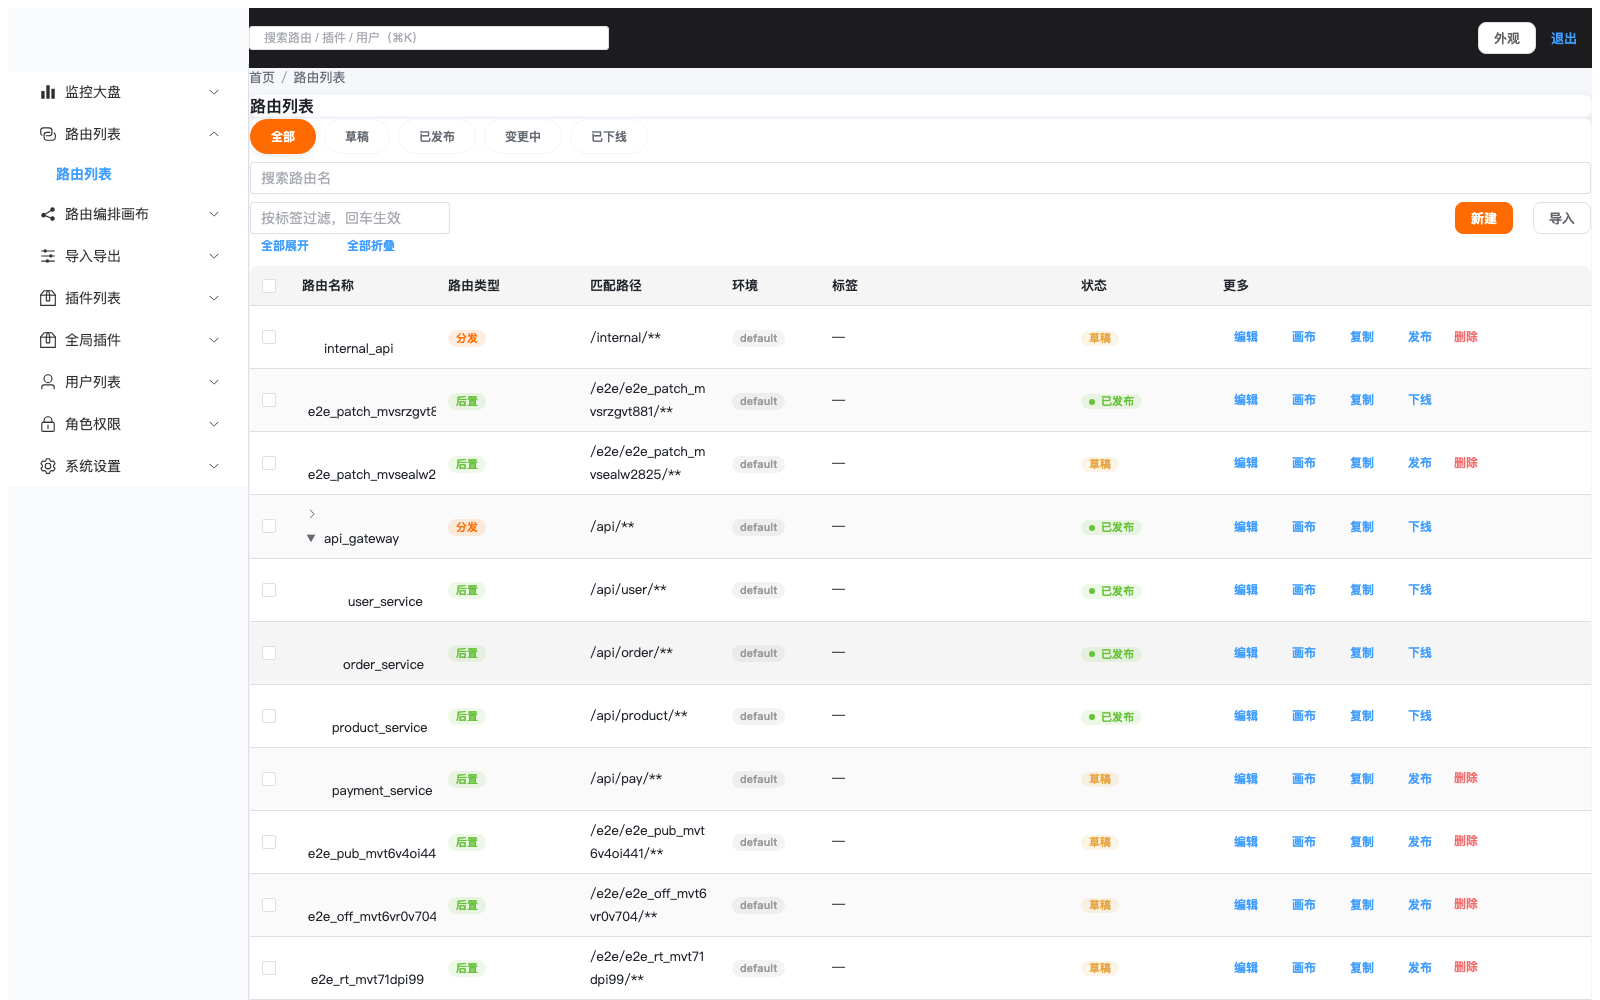 搜索路由 / 插件 / 用户（⌘K）
外观
退出
监控大盘
路由列表
路由列表
路由编排画布
导入导出
插件列表
全局插件
用户列表
角色权限
系统设置
首页 / 路由列表
路由列表
全部 草稿 已发布 变更中 已下线
搜索路由名
按标签过滤，回车生效
新建 导入
全部展开 全部折叠
路由名称 路由类型 匹配路径 环境 标签 状态 更多
internal_api 分发 /internal/** default — 草稿 编辑 画布 复制 发布 删除
e2e_patch_mvsrzgvt8 后置 /e2e/e2e_patch_m
vsrzgvt881/** default — 已发布 编辑 画布 复制 下线
e2e_patch_mvsealw2 后置 /e2e/e2e_patch_m
vsealw2825/** default — 草稿 编辑 画布 复制 发布 删除
api_gateway 分发 /api/** default — 已发布 编辑 画布 复制 下线
user_service 后置 /api/user/** default — 已发布 编辑 画布 复制 下线
order_service 后置 /api/order/** default — 已发布 编辑 画布 复制 下线
product_service 后置 /api/product/** default — 已发布 编辑 画布 复制 下线
payment_service 后置 /api/pay/** default — 草稿 编辑 画布 复制 发布 删除
e2e_pub_mvt6v4oi44 后置 /e2e/e2e_pub_mvt
6v4oi441/** default — 草稿 编辑 画布 复制 发布 删除
e2e_off_mvt6vr0v704 后置 /e2e/e2e_off_mvt6
vr0v704/** default — 草稿 编辑 画布 复制 发布 删除
e2e_rt_mvt71dpi99 后置 /e2e/e2e_rt_mvt71
dpi99/** default — 草稿 编辑 画布 复制 发布 删除